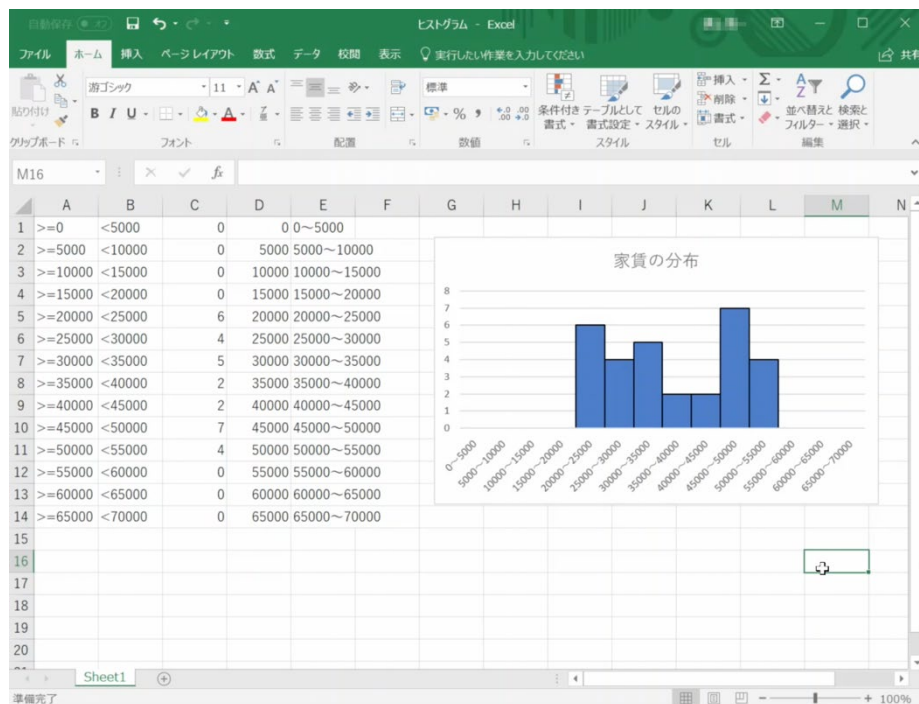 自動保存 オフ ヒストグラム - Excel
ファイル ホーム 挿入 ページ レイアウト 数式 データ 校閲 表示 実行したい作業を入力してください 共有
貼り付け 游ゴシック 11 A A 標準 条件付き書式 テーブルとして書式設定 セルのスタイル 挿入 削除 書式 Σ 並べ替えとフィルター 検索と選択
B I U A % .0 .00 .00 .0
クリップボード フォント 配置 数値 スタイル セル 編集
M16 fx
A B C D E F G H I J K L M N
1 >=0 <5000 0 0 0～5000
2 >=5000 <10000 0 5000 5000～10000
3 >=10000 <15000 0 10000 10000～15000
4 >=15000 <20000 0 15000 15000～20000
5 >=20000 <25000 6 20000 20000～25000
6 >=25000 <30000 4 25000 25000～30000
7 >=30000 <35000 5 30000 30000～35000
8 >=35000 <40000 2 35000 35000～40000
9 >=40000 <45000 2 40000 40000～45000
10 >=45000 <50000 7 45000 45000～50000
11 >=50000 <55000 4 50000 50000～55000
12 >=55000 <60000 0 55000 55000～60000
13 >=60000 <65000 0 60000 60000～65000
14 >=65000 <70000 0 65000 65000～70000
15
16
17
18
19
20
家賃の分布
8
7
6
5
4
3
2
1
0
0～5000 5000～10000 10000～15000 15000～20000 20000～25000 25000～30000 30000～35000 35000～40000 40000～45000 45000～50000 50000～55000 55000～60000 60000～65000 65000～70000
Sheet1
準備完了 100%